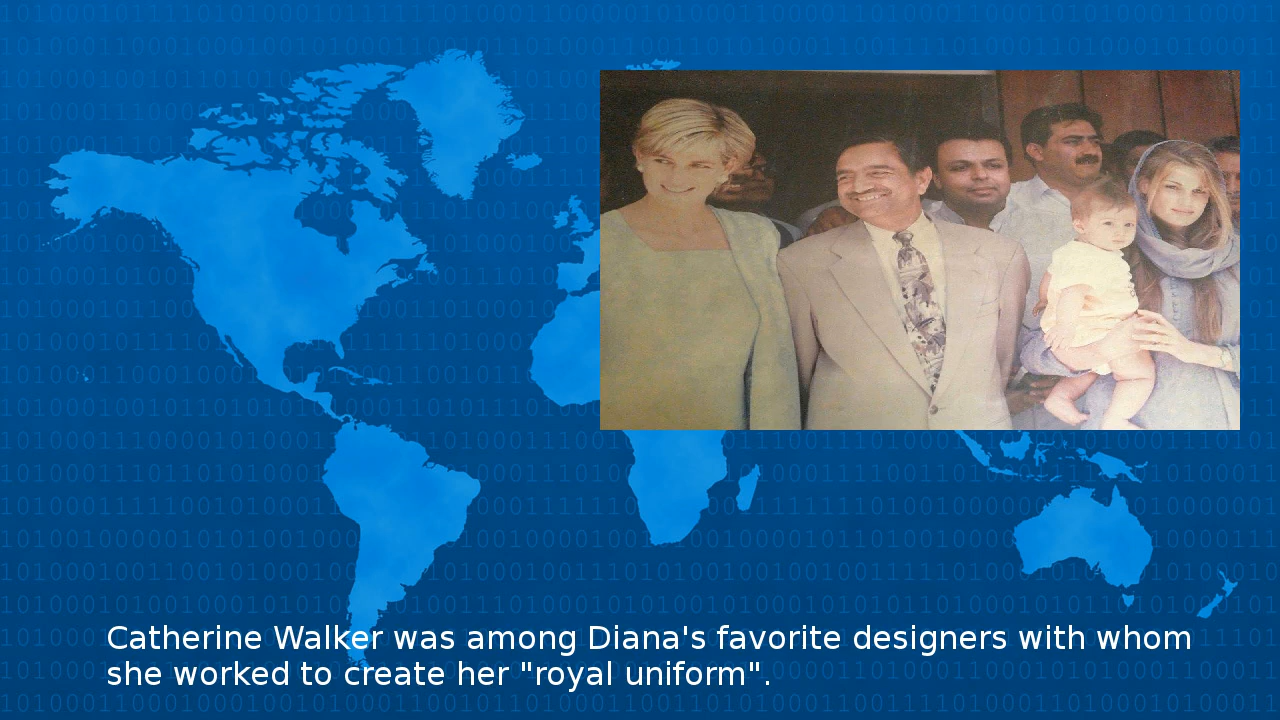 Catherine Walker was among Diana's favorite designers with whom
she worked to create her "royal uniform".